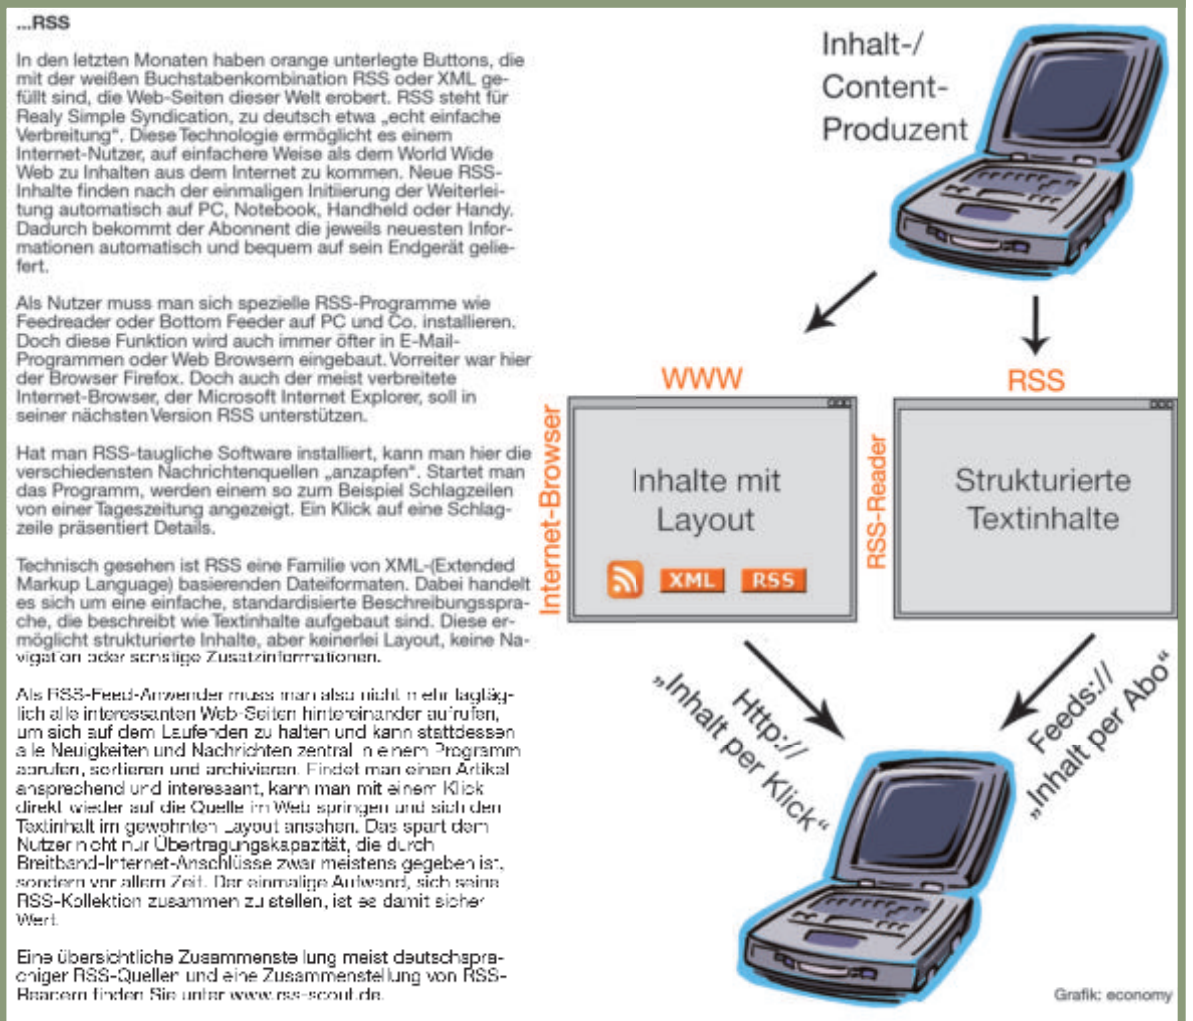 ...RSS
In den letzten Monaten haben orange unterlegte Buttons, die
mit der weißen Buchstabenkombination RSS oder XML ge-
füllt sind, die Web-Seiten dieser Welt erobert. RSS steht für
Realy Simple Syndication, zu deutsch etwa „echt einfache
Verbreitung“. Diese Technologie ermöglicht es einem
Internet-Nutzer, auf einfachere Weise als dem World Wide
Web zu Inhalten aus dem Internet zu kommen. Neue RSS-
Inhalte finden nach der einmaligen Initiierung der Weiterlei-
tung automatisch auf PC, Notebook, Handheld oder Handy.
Dadurch bekommt der Abonnent die jeweils neuesten Infor-
mationen automatisch und bequem auf sein Endgerät gelie-
fert.
Als Nutzer muss man sich spezielle RSS-Programme wie
Feedreader oder Bottom Feeder auf PC und Co. installieren.
Doch diese Funktion wird auch immer öfter in E-Mail-
Programmen oder Web Browsern eingebaut. Vorreiter war hier
der Browser Firefox. Doch auch der meist verbreitete
Internet-Browser, der Microsoft Internet Explorer, soll in
seiner nächsten Version RSS unterstützen.
Hat man RSS-taugliche Software installiert, kann man hier die
verschiedensten Nachrichtenquellen „anzapfen“. Startet man
das Programm, werden einem so zum Beispiel Schlagzeilen
von einer Tageszeitung angezeigt. Ein Klick auf eine Schlag-
zeile präsentiert Details.
Technisch gesehen ist RSS eine Familie von XML-(Extended
Markup Language) basierenden Dateiformaten. Dabei handelt
es sich um eine einfache, standardisierte Beschreibungsspra-
che, die beschreibt wie Textinhalte aufgebaut sind. Diese er-
möglicht strukturierte Inhalte, aber keinerlei Layout, keine Na-
vigation oder sonstige Zusatzinformationen.
Als RSS-Feed-Anwender muss man also nicht mehr tagtäg-
lich alle interessanten Web-Seiten hintereinander aufrufen,
um sich auf dem Laufenden zu halten und kann stattdessen
alle Neuigkeiten und Nachrichten zentral in einem Programm
abrufen, sortieren und archivieren. Findet man einen Artikel
ansprechend und interessant, kann man mit einem Klick
direkt wieder auf die Quelle im Web springen und sich den
Textinhalt im gewohnten Layout ansehen. Das spart dem
Nutzer nicht nur Übertragungskapazität, die durch
Breitband-Internet-Anschlüsse zwar meistens gegeben ist,
sondern vor allem Zeit. Der einmalige Aufwand, sich seine
RSS-Kollektion zusammen zu stellen, ist es damit sicher
Wert.
Eine übersichtliche Zusammenstellung meist deutschspra-
chiger RSS-Quellen und eine Zusammenstellung von RSS-
Readern finden Sie unter www.rss-scout.de.
Inhalt-/
Content-
Produzent
WWW
RSS
Internet-Browser
Inhalte mit
Layout
XML
RSS
RSS-Reader
Strukturierte
Textinhalte
Http://
„Inhalt per Klick“
Feeds://
„Inhalt per Abo“
Grafik: economy